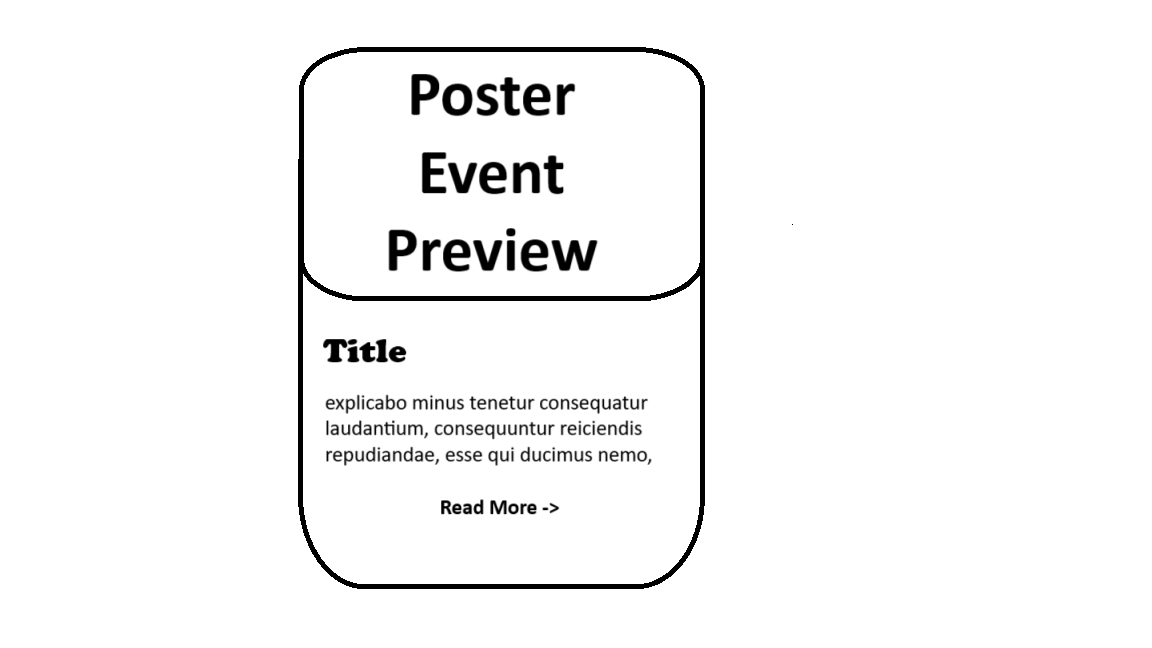 Poster
Event
Preview
Title
explicabo minus tenetur consequatur
laudantium, consequuntur reiciendis
repudiandae, esse qui ducimus nemo,
Read More ->